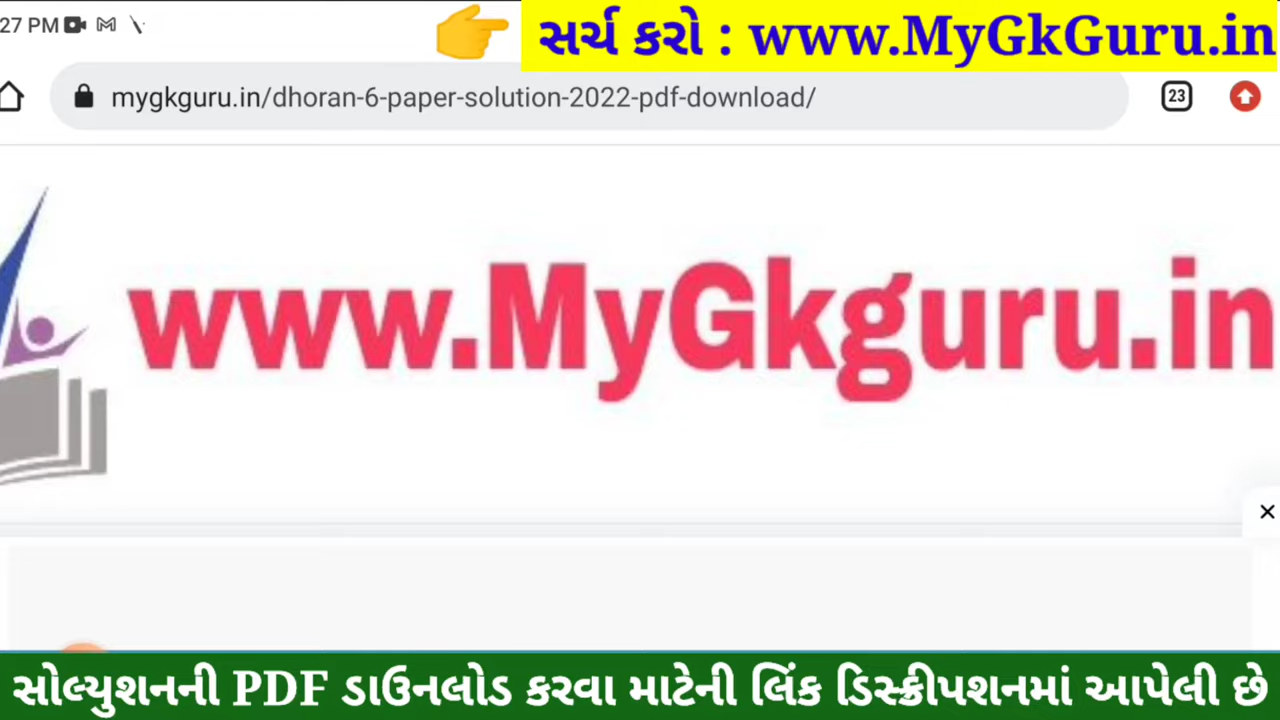 27 PM
સર્ચ કરો : www.MyGkGuru.in
mygkguru.in/dhoran-6-paper-solution-2022-pdf-download/
23
www.MyGkguru.in
સોલ્યુશનની PDF ડાઉનલોડ કરવા માટેની લિંક ડિસ્ક્રીપશનમાં આપેલી છે